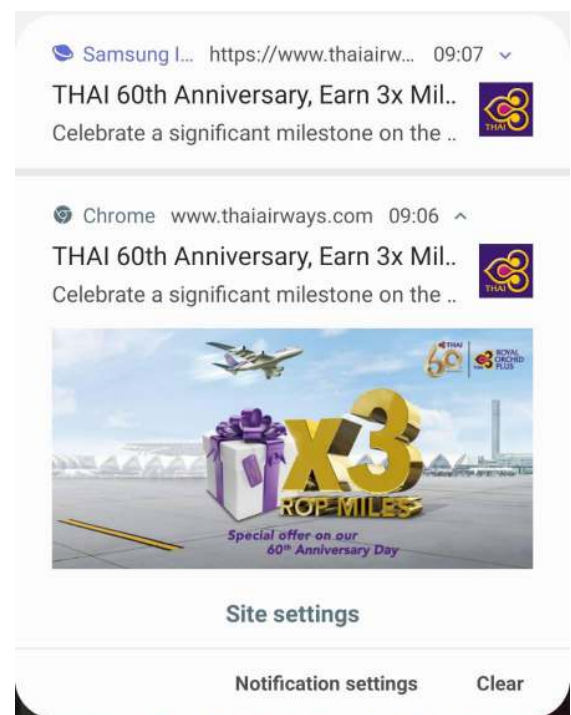 Samsung I... https://www.thaiairw... 09:07
THAI 60th Anniversary, Earn 3x Mil..
Celebrate a significant milestone on the ..
THAI
Chrome www.thaiairways.com 09:06
THAI 60th Anniversary, Earn 3x Mil..
Celebrate a significant milestone on the ..
THAI
THAI
60
ROYAL
ORCHID
PLUS
x3
ROP MILES
Special offer on our
60th Anniversary Day
Site settings
Notification settings Clear